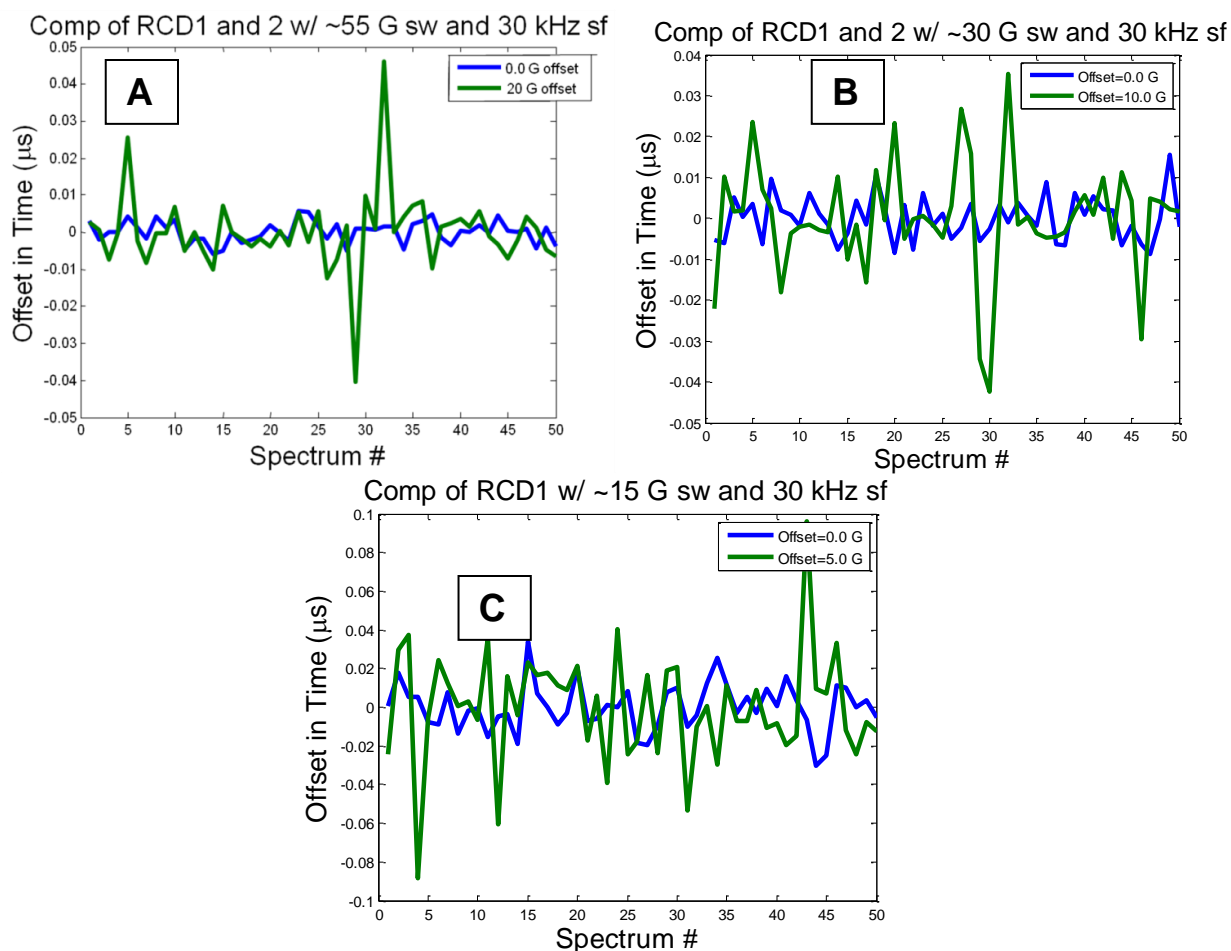 Comp of RCD1 and 2 w/ ~55 G sw and 30 kHz sf
A
0.0 G offset
20 G offset
Offset in Time (μs)
0.05
0.04
0.03
0.02
0.01
0
-0.01
-0.02
-0.03
-0.04
-0.05
0 5 10 15 20 25 30 35 40 45 50
Spectrum #
Comp of RCD1 and 2 w/ ~30 G sw and 30 kHz sf
B
Offset=0.0 G
Offset=10.0 G
Offset in Time (μs)
0.04
0.03
0.02
0.01
0
-0.01
-0.02
-0.03
-0.04
-0.05
0 5 10 15 20 25 30 35 40 45 50
Spectrum #
Comp of RCD1 w/ ~15 G sw and 30 kHz sf
C
Offset=0.0 G
Offset=5.0 G
Offset in Time (μs)
0.1
0.08
0.06
0.04
0.02
0
-0.02
-0.04
-0.06
-0.08
-0.1
0 5 10 15 20 25 30 35 40 45 50
Spectrum #